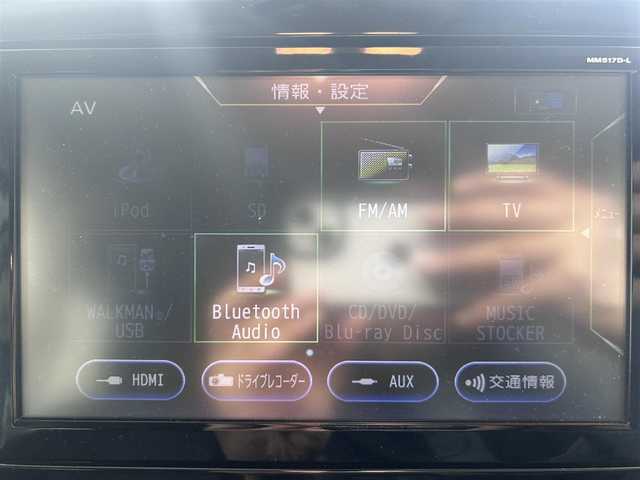 MM517D-L
情報・設定
AV
iPod
SD
FM/AM
TV
メニュー
WALKMAN®/
USB
Bluetooth
Audio
CD/DVD/
Blu-ray Disc
MUSIC
STOCKER
HDMI
ドライブレコーダー
AUX
交通情報